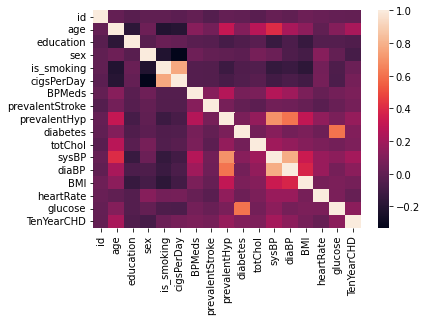 id
age
education
sex
is_smoking
cigsPerDay
BPMeds
prevalentStroke
prevalentHyp
diabetes
totChol
sysBP
diaBP
BMI
heartRate
glucose
TenYearCHD
id
age
education
sex
is_smoking
cigsPerDay
BPMeds
prevalentStroke
prevalentHyp
diabetes
totChol
sysBP
diaBP
BMI
heartRate
glucose
TenYearCHD
1.0
0.8
0.6
0.4
0.2
0.0
−0.2